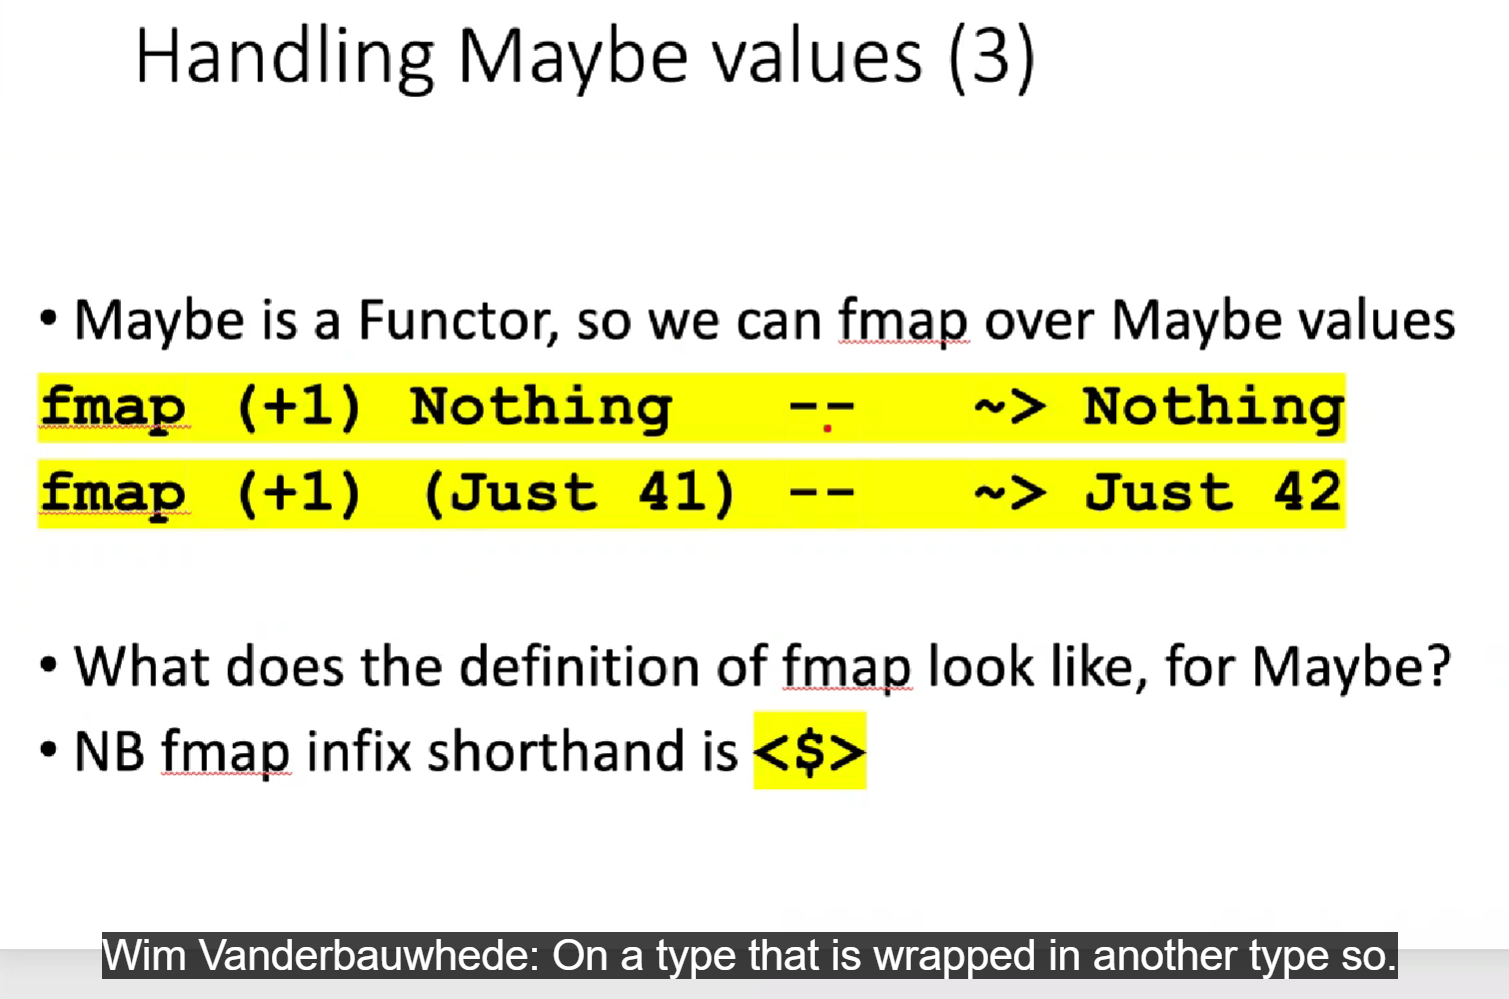 Handling Maybe values (3)
• Maybe is a Functor, so we can fmap over Maybe values
fmap (+1) Nothing -- ~> Nothing
fmap (+1) (Just 41) -- ~> Just 42
• What does the definition of fmap look like, for Maybe?
• NB fmap infix shorthand is <$>
Wim Vanderbauwhede: On a type that is wrapped in another type so.